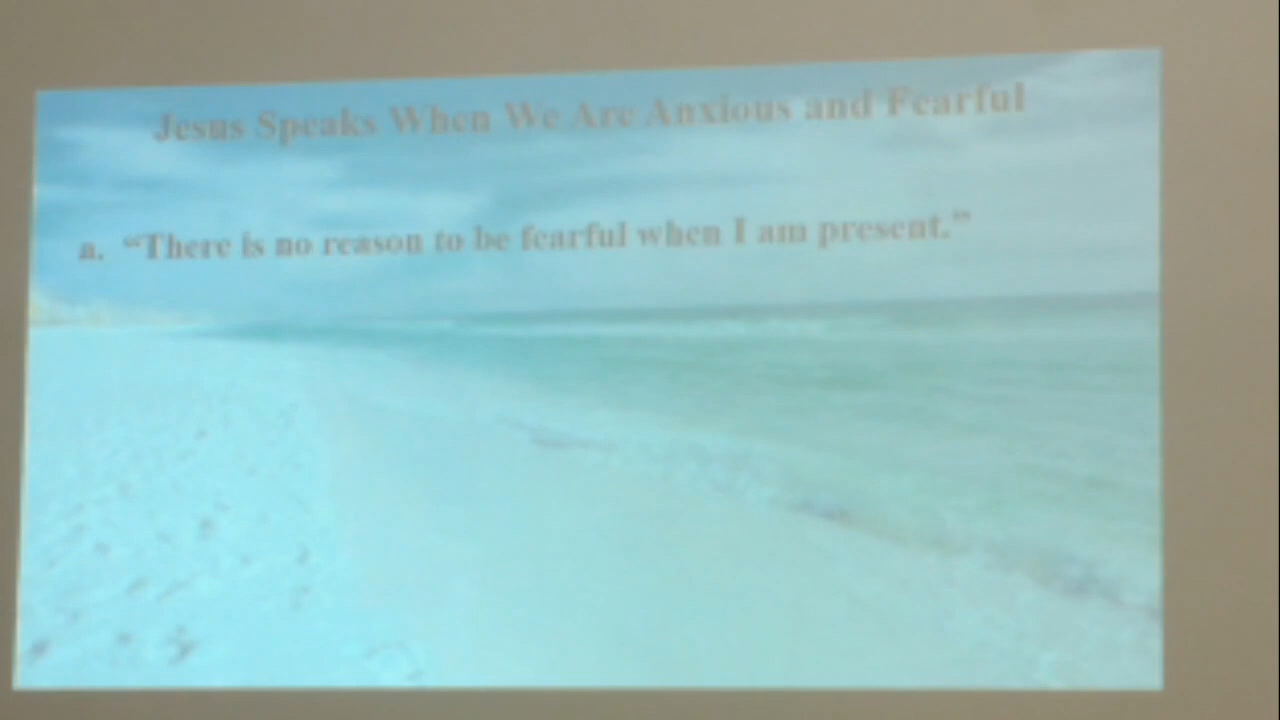 Jesus Speaks When We Are Anxious and Fearful
a. “There is no reason to be fearful when I am present.”